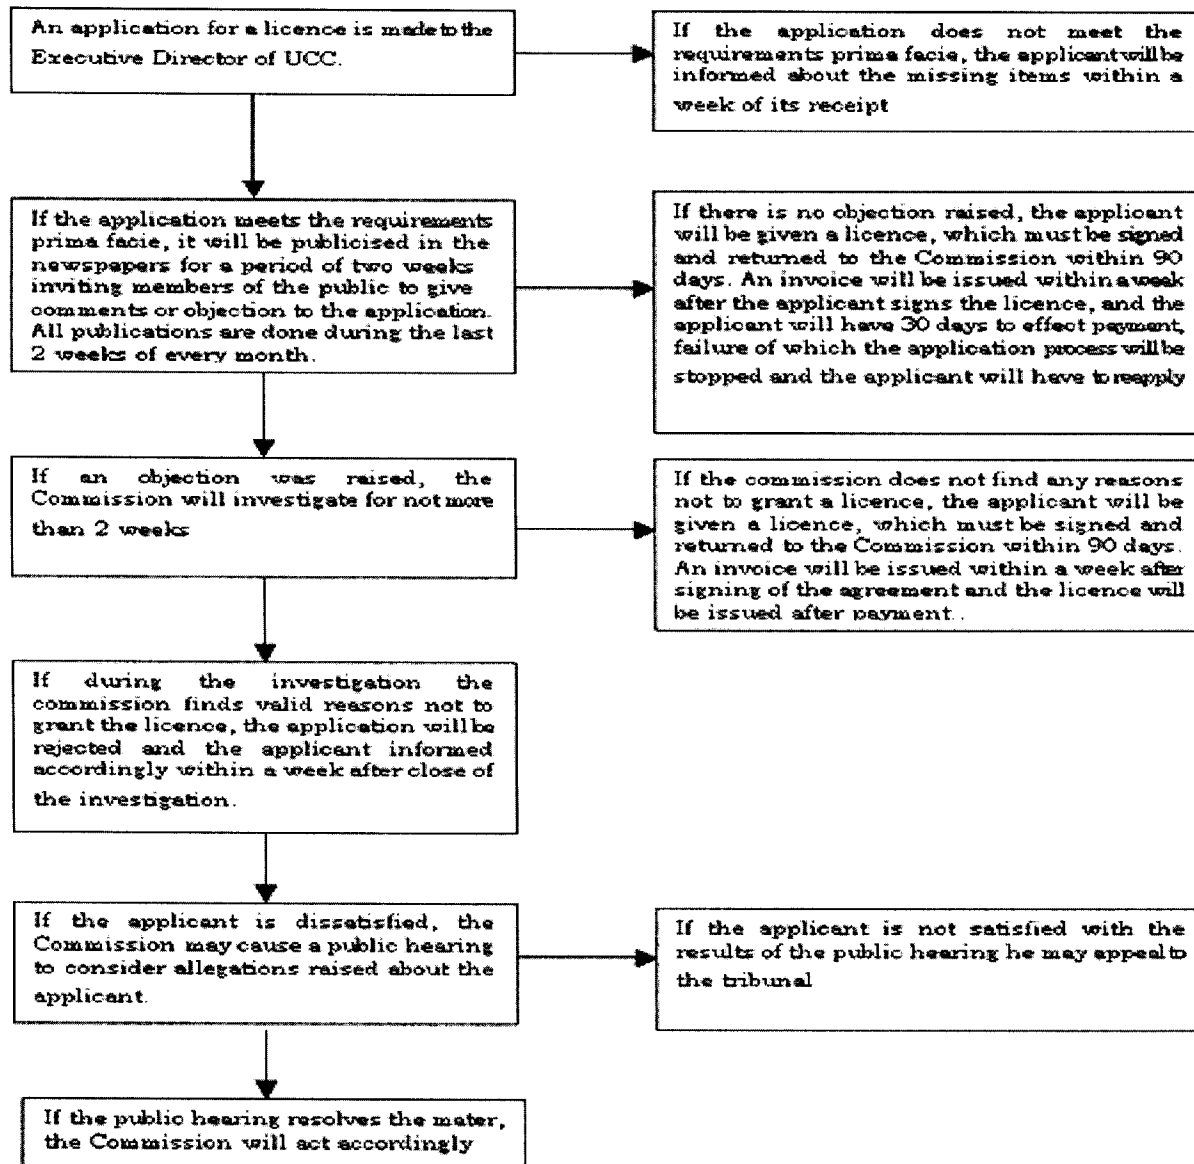 An application for a licence is made to the
Executive Director of UCC.
If the application does not meet the
requirements prima facie, the applicant will be
informed about the missing items within a
week of its receipt
If the application meets the requirements
prima facie, it will be publicised in the
newspapers for a period of two weeks
inviting members of the public to give
comments or objection to the application.
All publications are done during the last
2 weeks of every month.
If there is no objection raised, the applicant
will be given a licence, which must be signed
and returned to the Commission within 90
days. An invoice will be issued within a week
after the applicant signs the licence, and the
applicant will have 30 days to effect payment,
failure of which the application process will be
stopped and the applicant will have to reapply
If an objection was raised, the
Commission will investigate for not more
than 2 weeks
If the commission does not find any reasons
not to grant a licence, the applicant will be
given a licence, which must be signed and
returned to the Commission within 90 days.
An invoice will be issued within a week after
signing of the agreement and the licence will
be issued after payment..
If during the investigation the
commission finds valid reasons not to
grant the licence, the application will be
rejected and the applicant informed
accordingly within a week after close of
the investigation.
If the applicant is dissatisfied, the
Commission may cause a public hearing
to consider allegations raised about the
applicant.
If the applicant is not satisfied with the
results of the public hearing he may appeal to
the tribunal
If the public hearing resolves the mater,
the Commission will act accordingly